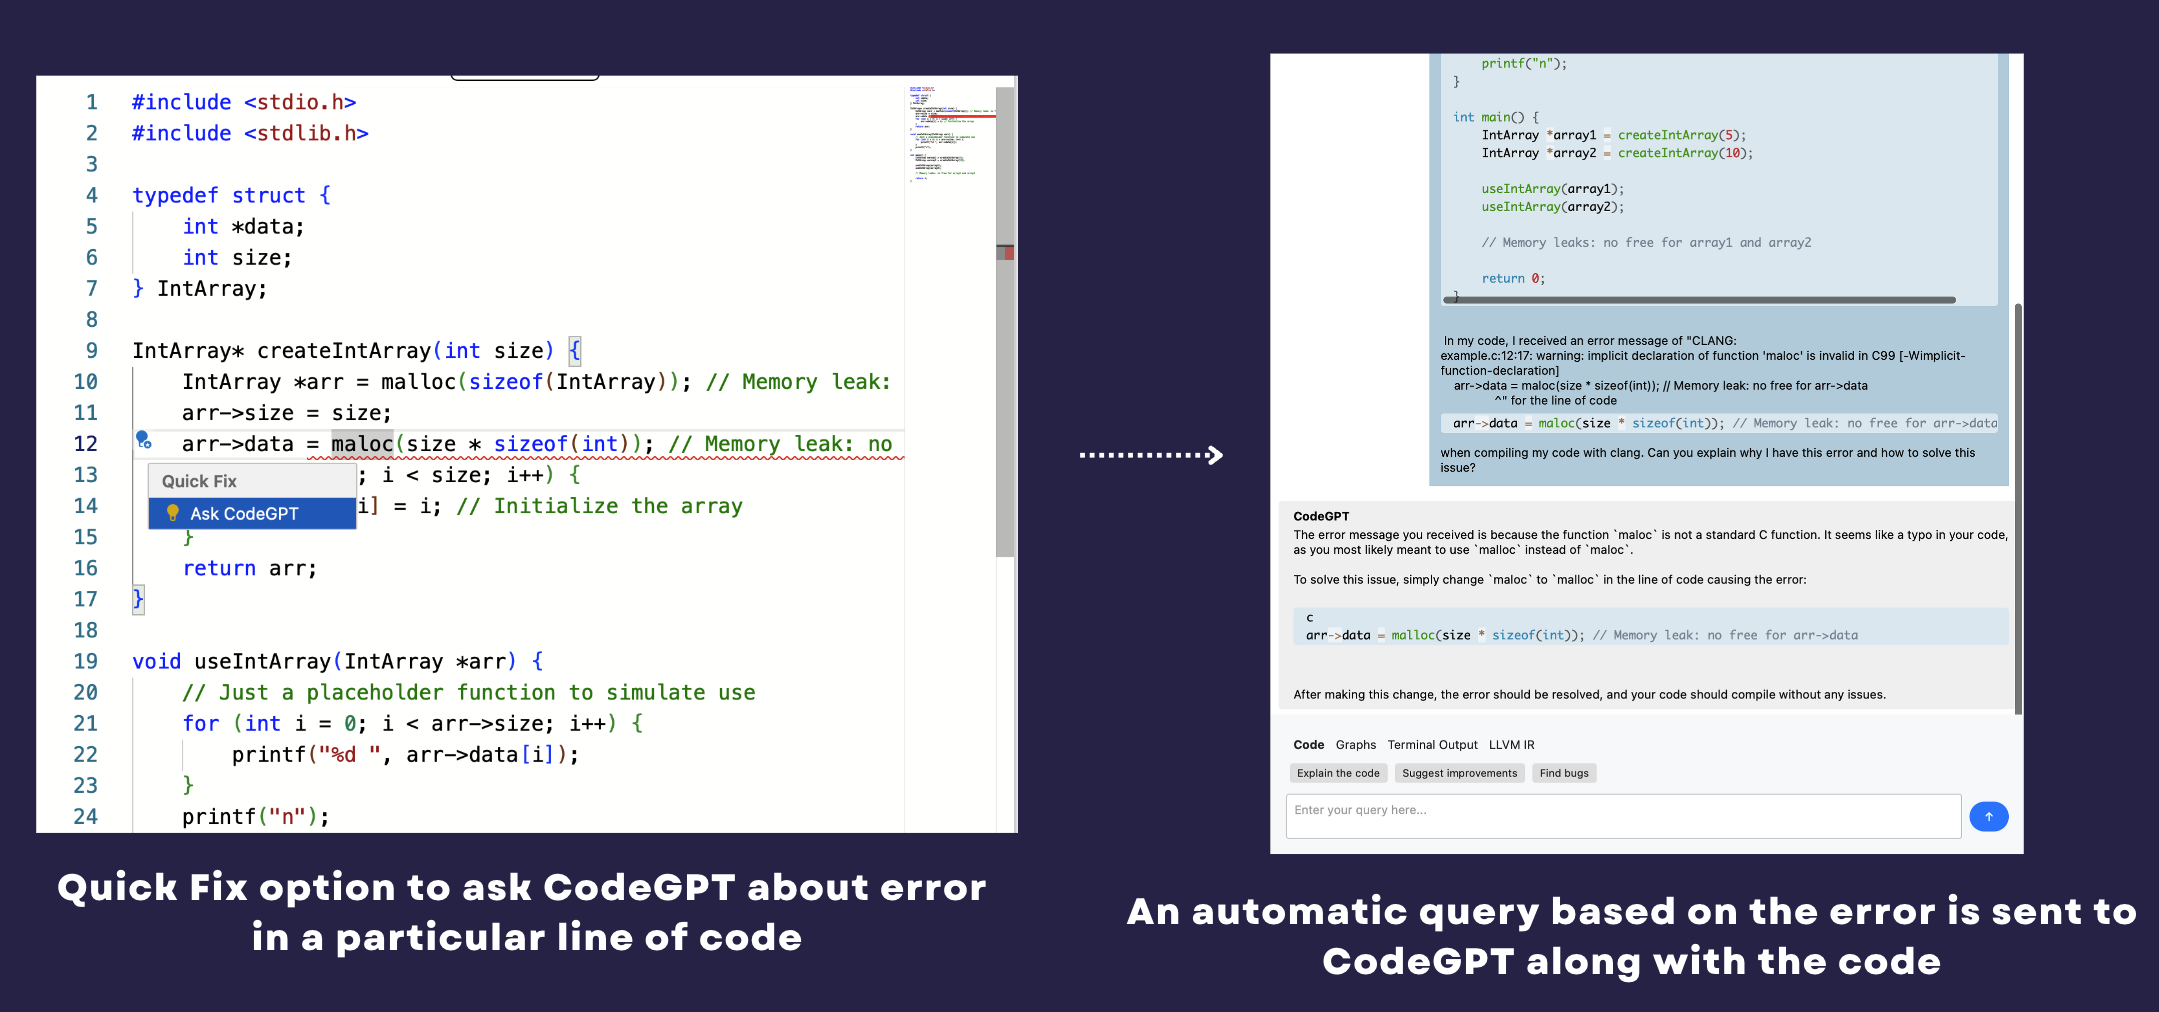 1 #include <stdio.h>
2 #include <stdlib.h>
3
4 typedef struct {
5 int *data;
6 int size;
7 } IntArray;
8
9 IntArray* createIntArray(int size) {
10 IntArray *arr = malloc(sizeof(IntArray)); // Memory leak:
11 arr->size = size;
12 arr->data = maloc(size * sizeof(int)); // Memory leak: no
13 ; i < size; i++) {
Quick Fix
14 i] = i; // Initialize the array
Ask CodeGPT
15 }
16 return arr;
17 }
18
19 void useIntArray(IntArray *arr) {
20 // Just a placeholder function to simulate use
21 for (int i = 0; i < arr->size; i++) {
22 printf("%d ", arr->data[i]);
23 }
24 printf("n");
Quick Fix option to ask CodeGPT about error
in a particular line of code
printf("n");
}
int main() {
IntArray *array1 = createIntArray(5);
IntArray *array2 = createIntArray(10);
useIntArray(array1);
useIntArray(array2);
// Memory leaks: no free for array1 and array2
return 0;
}
In my code, I received an error message of "CLANG:
example.c:12:17: warning: implicit declaration of function 'maloc' is invalid in C99 [-Wimplicit-
function-declaration]
arr->data = maloc(size * sizeof(int)); // Memory leak: no free for arr->data
^" for the line of code
arr->data = maloc(size * sizeof(int)); // Memory leak: no free for arr->data
when compiling my code with clang. Can you explain why I have this error and how to solve this
issue?
CodeGPT
The error message you received is because the function `maloc` is not a standard C function. It seems like a typo in your code,
as you most likely meant to use `malloc` instead of `maloc`.
To solve this issue, simply change `maloc` to `malloc` in the line of code causing the error:
c
arr->data = malloc(size * sizeof(int)); // Memory leak: no free for arr->data
After making this change, the error should be resolved, and your code should compile without any issues.
Code Graphs Terminal Output LLVM IR
Explain the code Suggest improvements Find bugs
Enter your query here...
An automatic query based on the error is sent to
CodeGPT along with the code